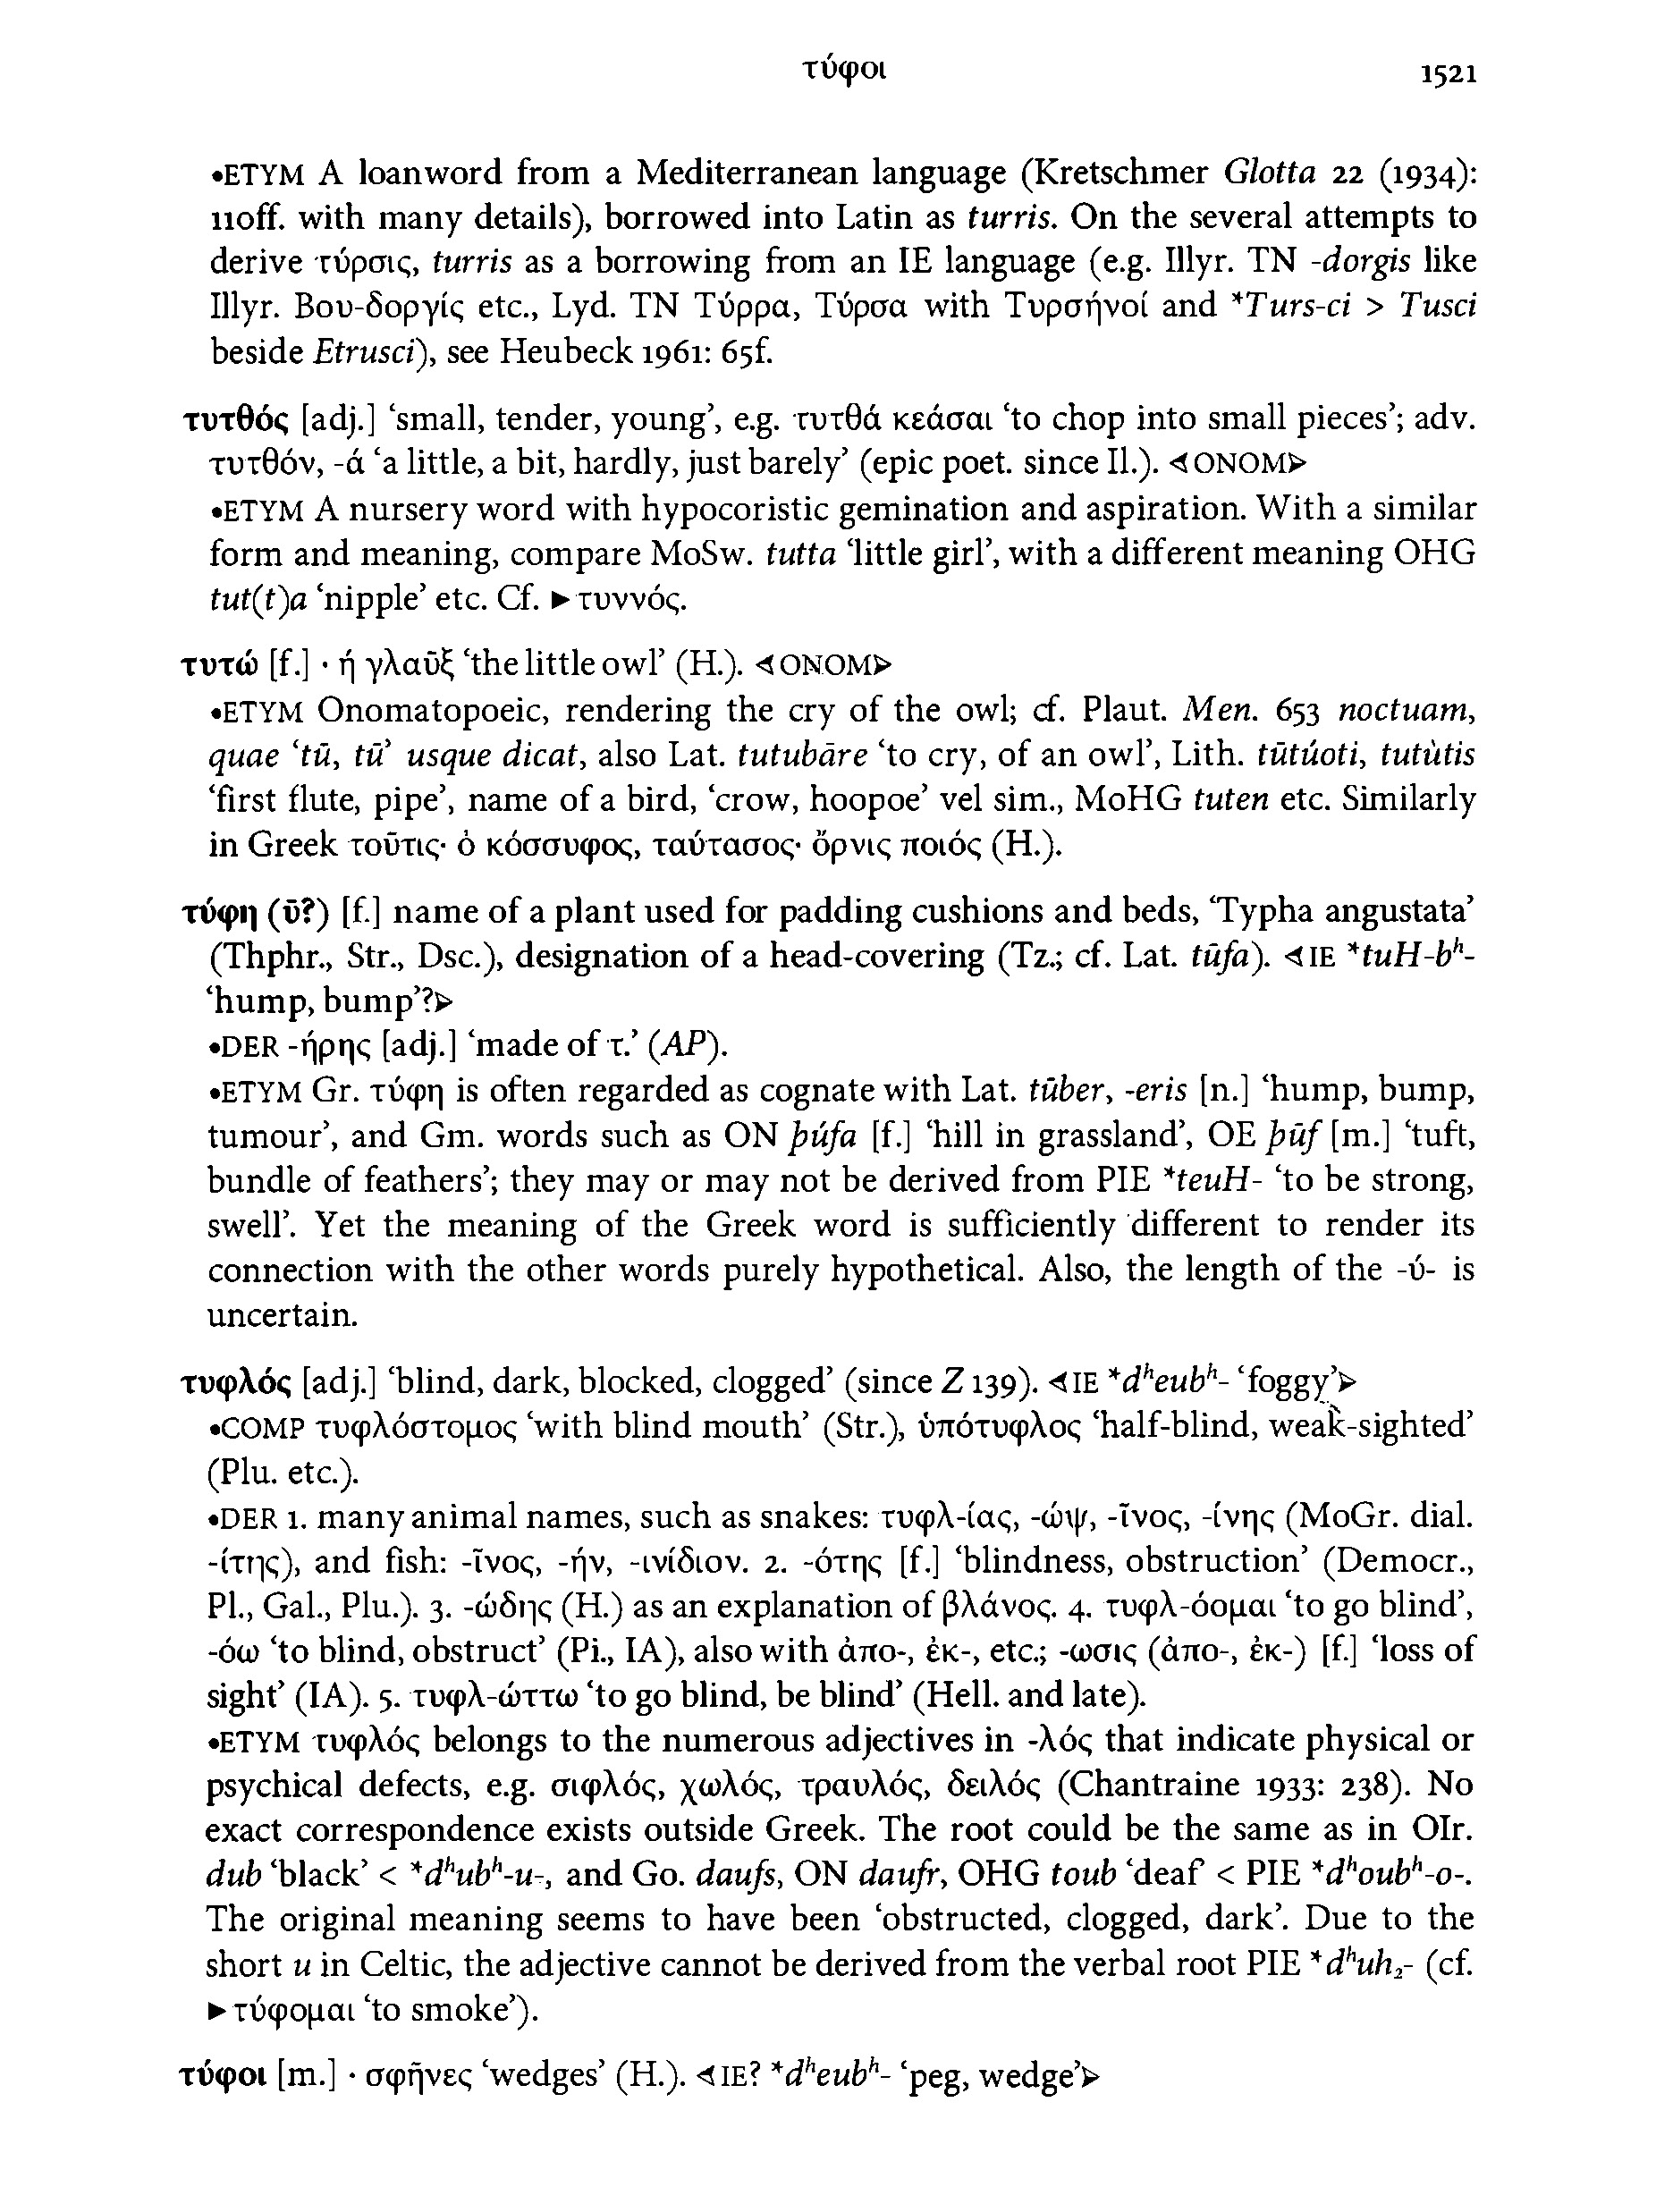 τύφοι 1521
•ETYM A loanword from a Mediterranean language (Kretschmer Glotta 22 (1934):
110ff. with many details), borrowed into Latin as turris. On the several attempts to
derive τύρσις, turris as a borrowing from an IE language (e.g. Illyr. TN -dorgis like
Illyr. Βου-δοργίς etc., Lyd. TN Τύρρα, Τύρσα with Τυρσήνοί and *Turs-ci > Tusci
beside Etrusci), see Heubeck 1961: 65f.
τυτθός [adj.] ‘small, tender, young’, e.g. τυτθά κεάσαι ‘to chop into small pieces’; adv.
τυτθόν, -ά ‘a little, a bit, hardly, just barely’ (epic poet. since Il.). ⊲ONOM⊳
•ETYM A nursery word with hypocoristic gemination and aspiration. With a similar
form and meaning, compare MoSw. tutta ‘little girl’, with a different meaning OHG
tut(t)a ‘nipple’ etc. Cf. ►τυννός.
τυτώ [f.] · ἡ γλαῦξ ‘the little owl’ (H.). ⊲ONOM⊳
•ETYM Onomatopoeic, rendering the cry of the owl; cf. Plaut. Men. 653 noctuam,
quae ‘tū, tū’ usque dicat, also Lat. tutubāre ‘to cry, of an owl’, Lith. tūtúoti, tutùtis
‘first flute, pipe’, name of a bird, ‘crow, hoopoe’ vel sim., MoHG tuten etc. Similarly
in Greek τοῦτις· ὁ κόσσυφος, ταύτασος· ὄρνις ποιός (H.).
τύφη (ῡ?) [f.] name of a plant used for padding cushions and beds, ‘Typha angustata’
(Thphr., Str., Dsc.), designation of a head-covering (Tz.; cf. Lat. tūfa). ⊲IE *tuH-bʰ-
‘hump, bump’?⊳
•DER -ήρης [adj.] ‘made of τ.’ (AP).
•ETYM Gr. τύφη is often regarded as cognate with Lat. tūber, -eris [n.] ‘hump, bump,
tumour’, and Gm. words such as ON þúfa [f.] ‘hill in grassland’, OE þūf [m.] ‘tuft,
bundle of feathers’; they may or may not be derived from PIE *teuH- ‘to be strong,
swell’. Yet the meaning of the Greek word is sufficiently different to render its
connection with the other words purely hypothetical. Also, the length of the -ύ- is
uncertain.
τυφλός [adj.] ‘blind, dark, blocked, clogged’ (since Z 139). ⊲IE *dʰeubʰ- ‘foggy’⊳
•COMP τυφλόστομος ‘with blind mouth’ (Str.), ὑπότυφλος ‘half-blind, weak-sighted’
(Plu. etc.).
•DER 1. many animal names, such as snakes: τυφλ-ίας, -ώψ, -ῖνος, -ίνης (MoGr. dial.
-ίτης), and fish: -ῖνος, -ήν, -ινίδιον. 2. -ότης [f.] ‘blindness, obstruction’ (Democr.,
Pl., Gal., Plu.). 3. -ώδης (H.) as an explanation of βλάνος. 4. τυφλ-όομαι ‘to go blind’,
-όω ‘to blind, obstruct’ (Pi., IA), also with ἀπο-, ἐκ-, etc.; -ωσις (ἀπο-, ἐκ-) [f.] ‘loss of
sight’ (IA). 5. τυφλ-ώττω ‘to go blind, be blind’ (Hell. and late).
•ETYM τυφλός belongs to the numerous adjectives in -λός that indicate physical or
psychical defects, e.g. σιφλός, χωλός, τραυλός, δειλός (Chantraine 1933: 238). No
exact correspondence exists outside Greek. The root could be the same as in OIr.
dub ‘black’ < *dʰubʰ-u-, and Go. daufs, ON daufr, OHG toub ‘deaf’ < PIE *dʰoubʰ-o-.
The original meaning seems to have been ‘obstructed, clogged, dark’. Due to the
short u in Celtic, the adjective cannot be derived from the verbal root PIE *dʰuh₂- (cf.
►τύφομαι ‘to smoke’).
τύφοι [m.] · σφῆνες ‘wedges’ (H.). ⊲IE? *dʰeubʰ- ‘peg, wedge’⊳